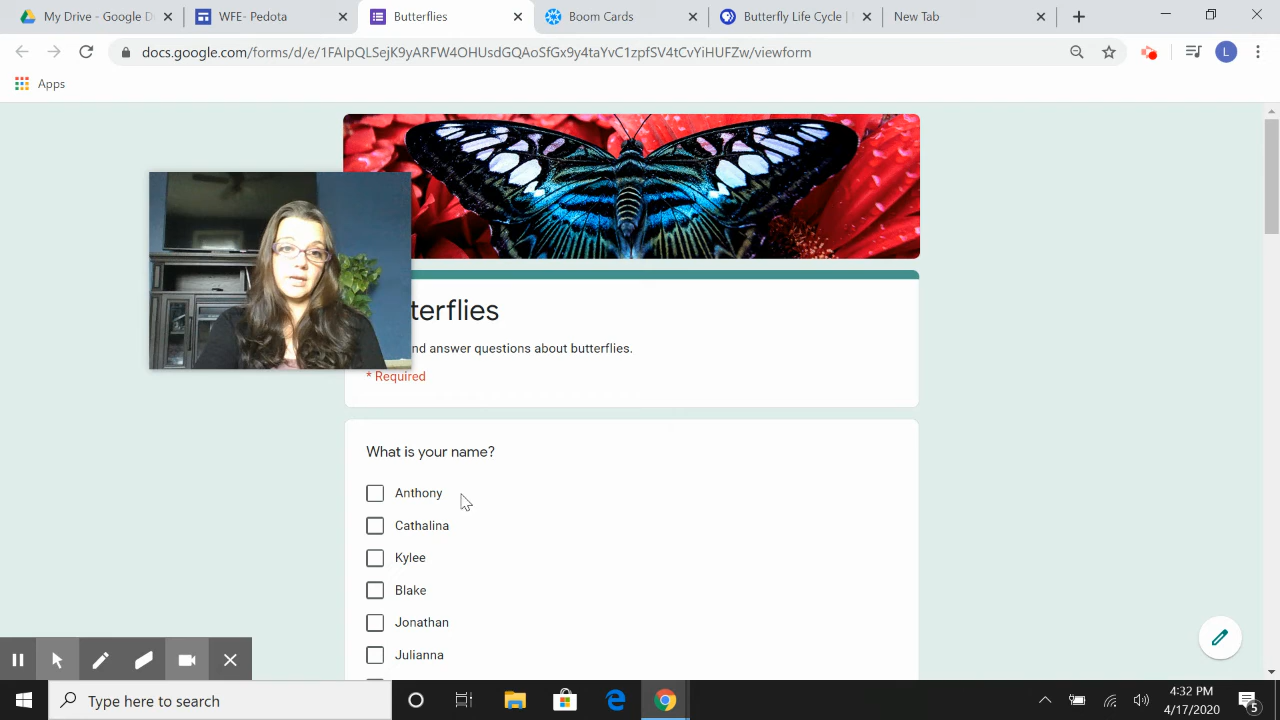 My Drive - Google D
WFE- Pedota
Butterflies
Boom Cards
Butterfly Life Cycle |
New Tab
docs.google.com/forms/d/e/1FAIpQLSejK9yARFW4OHUsdGQAoSfGx9y4taYvC1zpfSV4tCvYiHUFZw/viewform
L
Apps
terflies
nd answer questions about butterflies.
* Required
What is your name?
Anthony
Cathalina
Kylee
Blake
Jonathan
Julianna
Type here to search
4:32 PM
4/17/2020
5